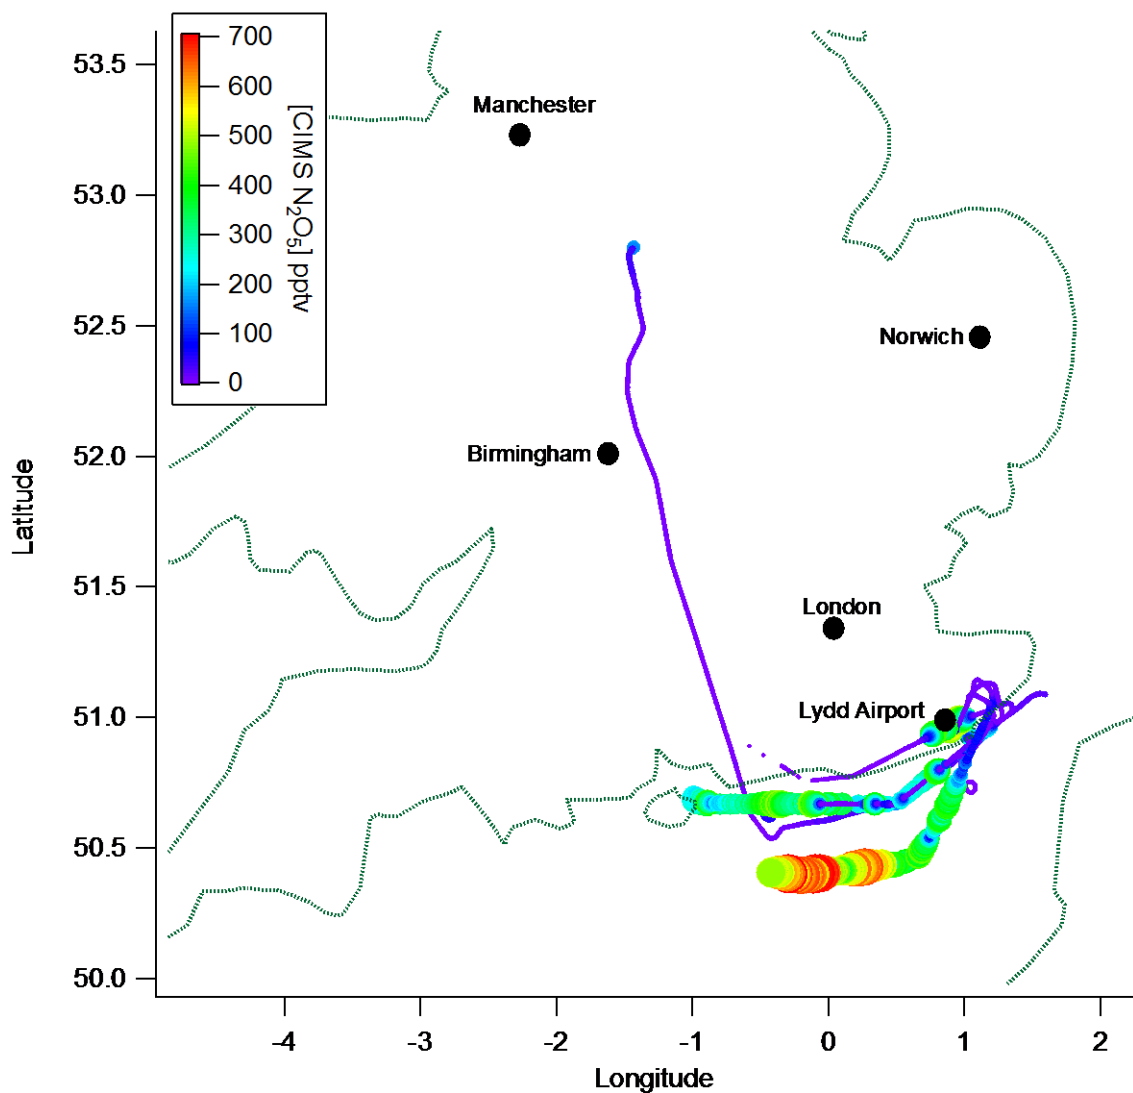 700
600
500
400
300
200
100
0
[CIMS N₂O₅] pptv
53.5
53.0
52.5
52.0
51.5
51.0
50.5
50.0
Latitude
Manchester
Norwich
Birmingham
London
Lydd Airport
-4 -3 -2 -1 0 1 2
Longitude